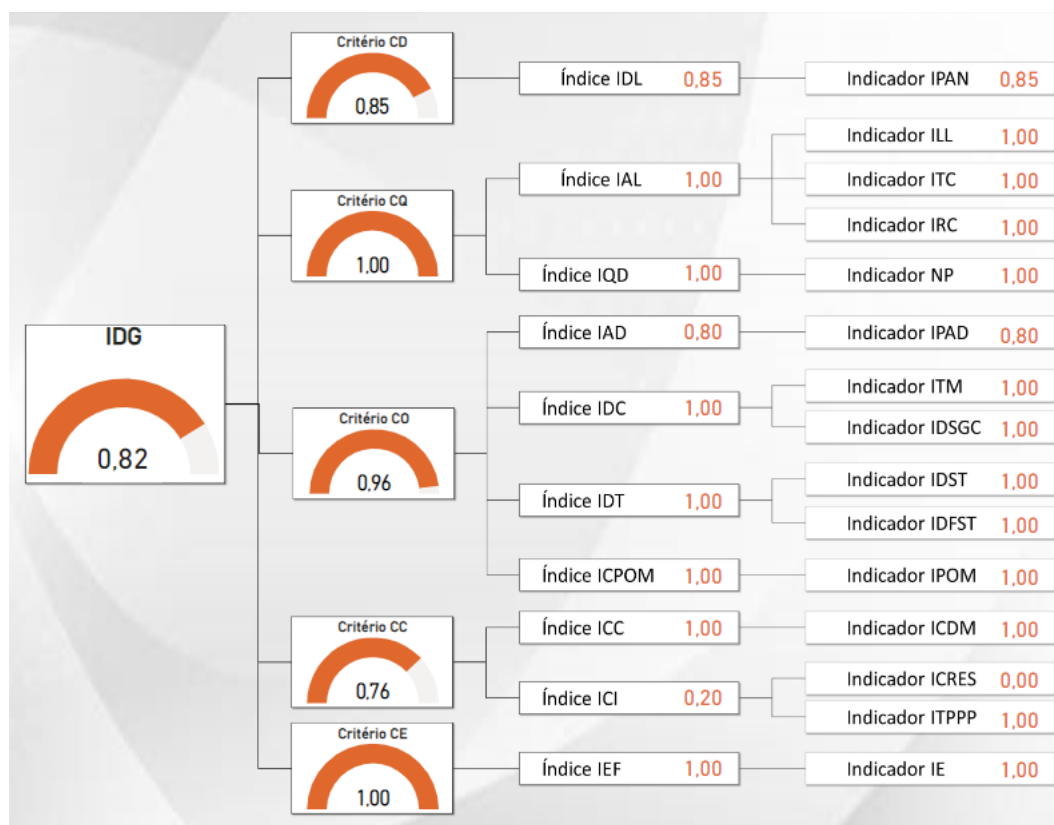 Critério CD
0,85
Índice IDL 0,85
Indicador IPAN 0,85
Indicador ILL 1,00
Critério CQ
1,00
Índice IAL 1,00
Indicador ITC 1,00
Indicador IRC 1,00
Índice IQD 1,00
Indicador NP 1,00
IDG
0,82
Índice IAD 0,80
Indicador IPAD 0,80
Critério CO
0,96
Índice IDC 1,00
Indicador ITM 1,00
Indicador IDSGC 1,00
Índice IDT 1,00
Indicador IDST 1,00
Indicador IDFST 1,00
Índice ICPOM 1,00
Indicador IPOM 1,00
Critério CC
0,76
Índice ICC 1,00
Indicador ICDM 1,00
Índice ICI 0,20
Indicador ICRES 0,00
Indicador ITPPP 1,00
Critério CE
1,00
Índice IEF 1,00
Indicador IE 1,00